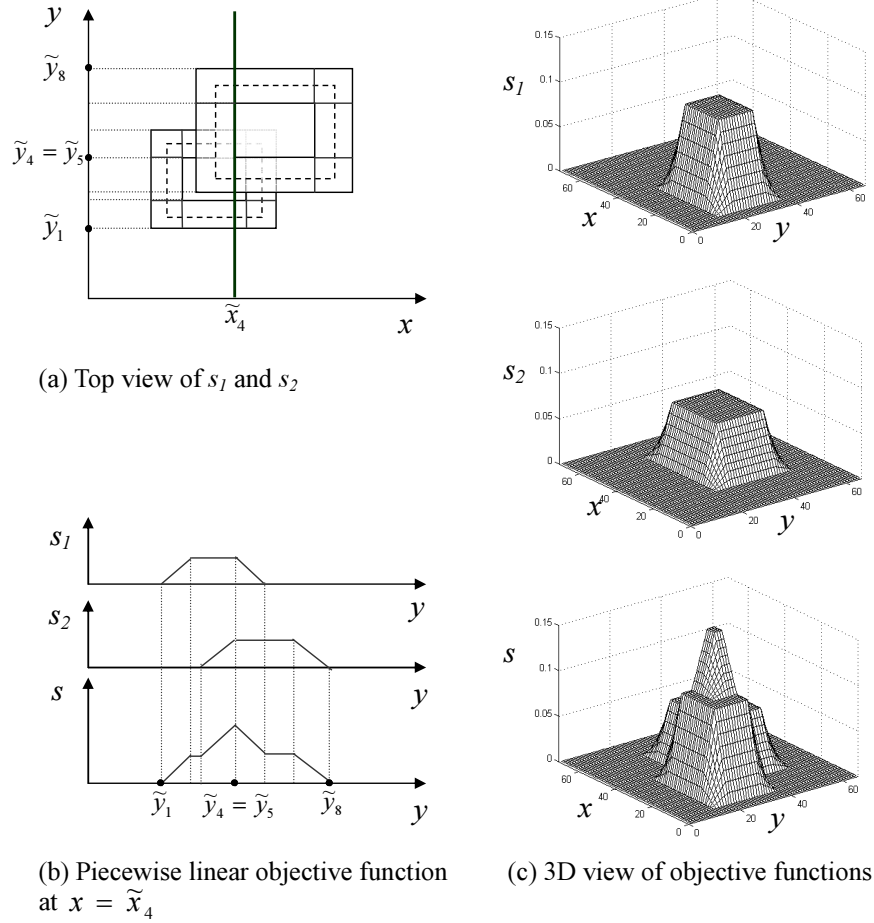 y
ỹ₈
ỹ₄ = ỹ₅
ỹ₁
x̃₄
x
(a) Top view of s₁ and s₂
s₁
y
s₂
y
s
y
ỹ₁
ỹ₄ = ỹ₅
ỹ₈
(b) Piecewise linear objective function
at x = x̃₄
0.15
0.1
0.05
0
s₁
60
40
20
0
x
0
20
40
60
y
0.15
0.1
0.05
0
s₂
60
40
20
0
x
0
20
40
60
y
0.15
0.1
0.05
0
s
60
40
20
0
x
0
20
40
60
y
(c) 3D view of objective functions